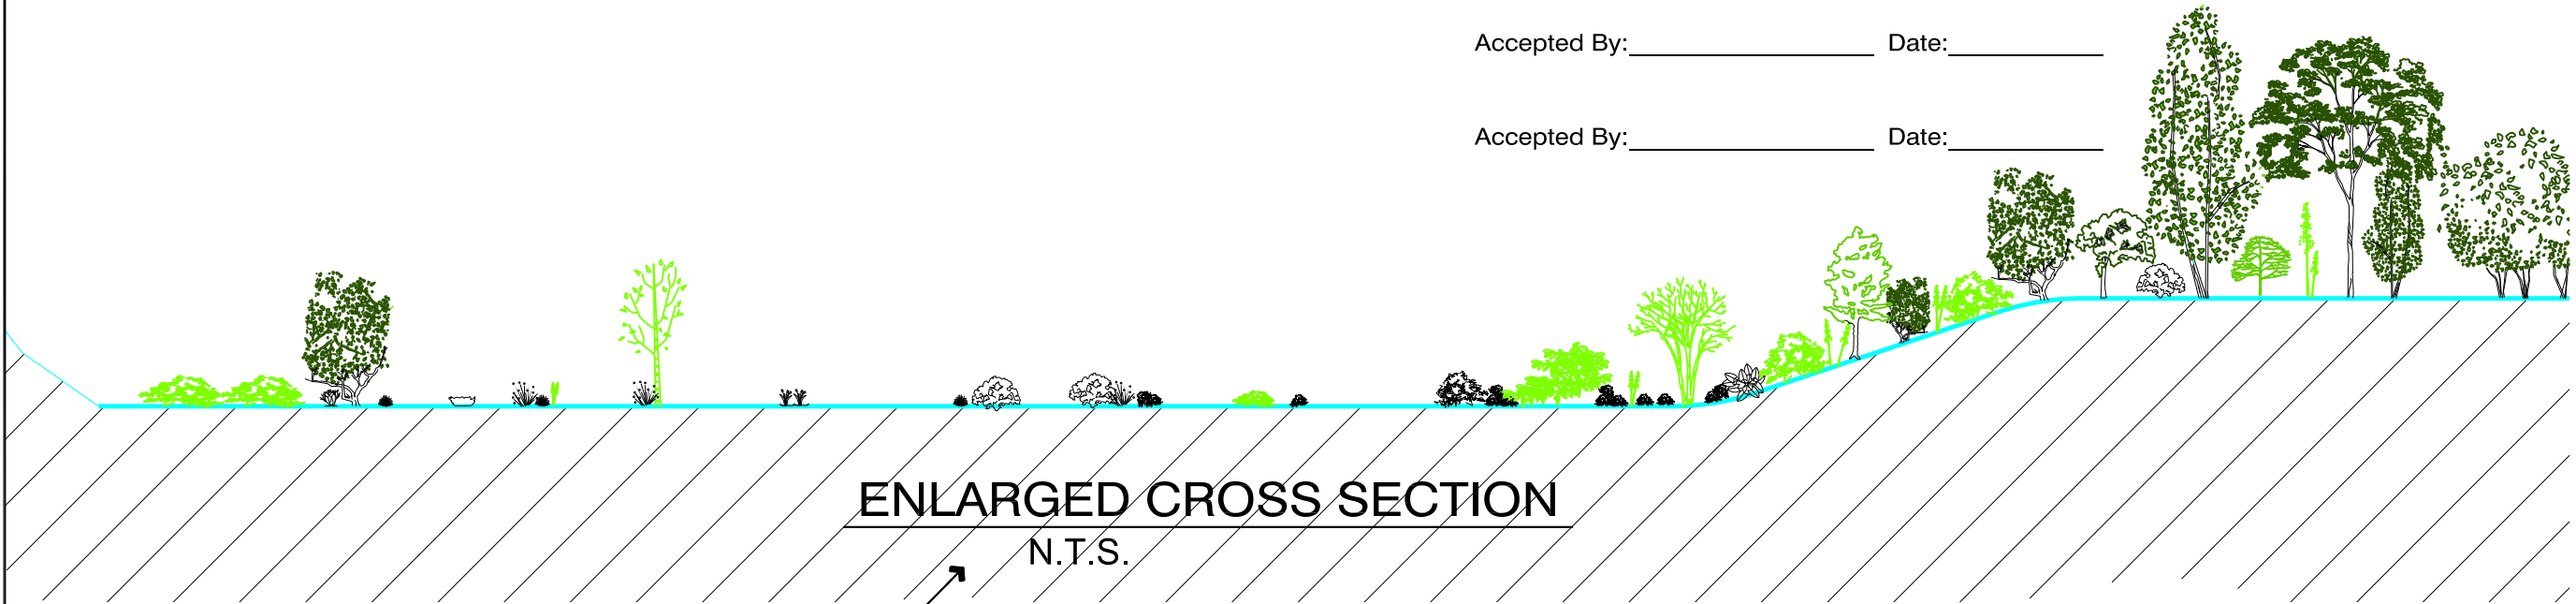 Accepted By: Date:
Accepted By: Date:
ENLARGED CROSS SECTION
N.T.S.